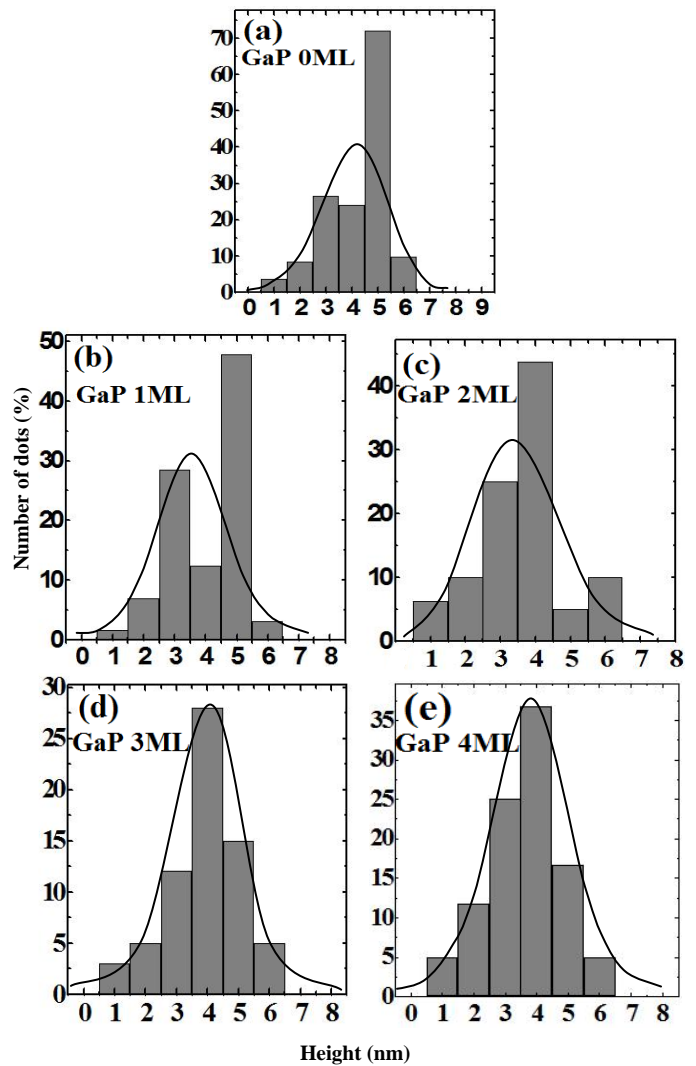 (a)
GaP 0ML
70
60
50
40
30
20
10
0
0 1 2 3 4 5 6 7 8 9
Number of dots (%)
(b)
GaP 1ML
50
40
30
20
10
0
0 1 2 3 4 5 6 7 8
(c)
GaP 2ML
40
30
20
10
0
1 2 3 4 5 6 7 8
(d)
GaP 3ML
30
25
20
15
10
5
0
0 1 2 3 4 5 6 7 8
(e)
GaP 4ML
35
30
25
20
15
10
5
0
0 1 2 3 4 5 6 7 8
Height (nm)